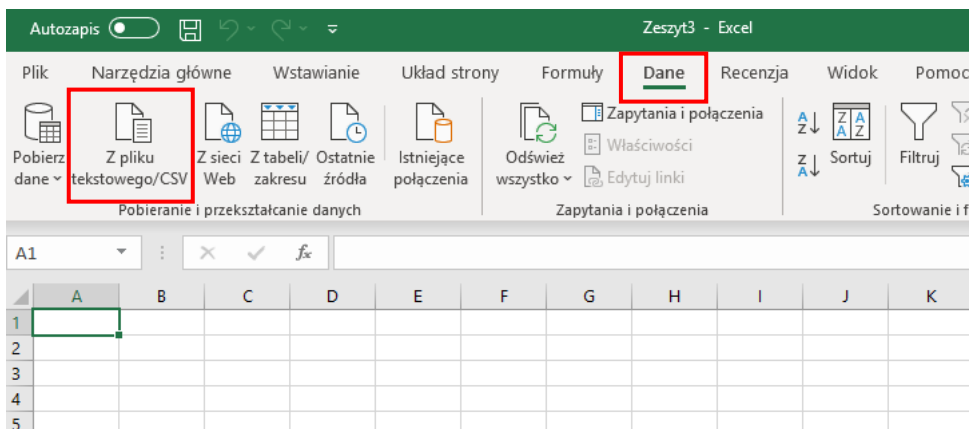 Autozapis Zeszyt3 - Excel
Plik Narzędzia główne Wstawianie Układ strony Formuły Dane Recenzja Widok Pomoc
Pobierz dane
Z pliku tekstowego/CSV
Z sieci Web
Z tabeli/ zakresu
Ostatnie źródła
Istniejące połączenia
Pobieranie i przekształcanie danych
Odśwież wszystko
Zapytania i połączenia
Właściwości
Edytuj linki
Zapytania i połączenia
Sortuj
Filtruj
Sortowanie i f
A1 fx
A B C D E F G H I J K
1
2
3
4
5